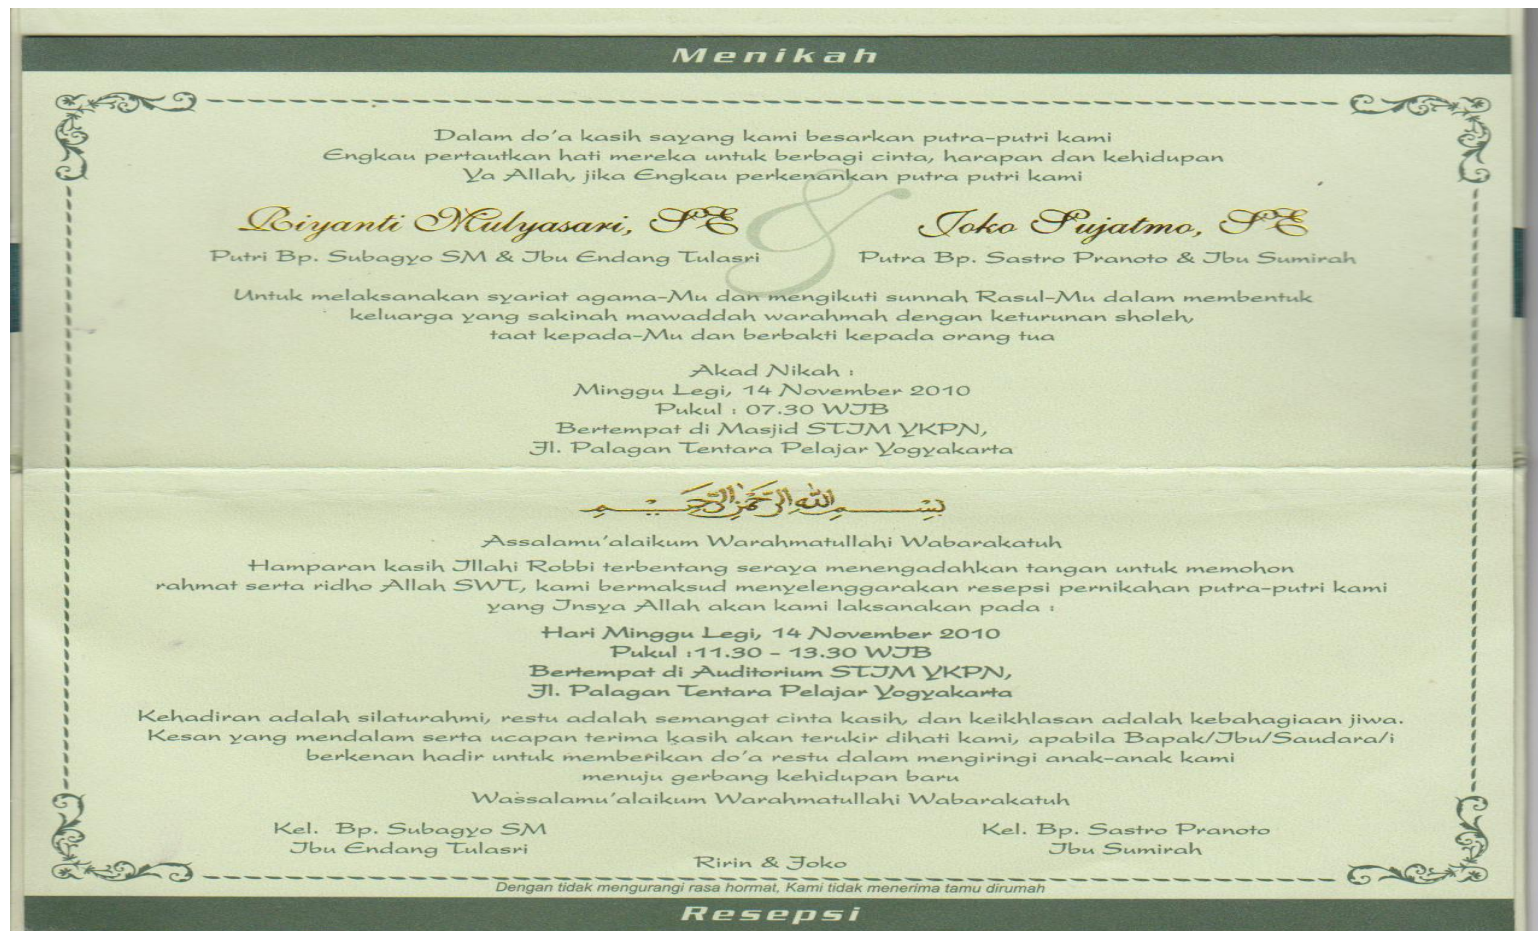 Menikah
Dalam do'a kasih sayang kami besarkan putra-putri kami
Engkau pertautkan hati mereka untuk berbagi cinta, harapan dan kehidupan
Ya Allah, jika Engkau perkenankan putra putri kami
Riyanti Mulyasari, SE & Joko Sujatmo, SE
Putri Bp. Subagyo SM & Ibu Endang Tulasri Putra Bp. Sastro Pranoto & Ibu Sumirah
Untuk melaksanakan syariat agama-Mu dan mengikuti sunnah Rasul-Mu dalam membentuk
keluarga yang sakinah mawaddah warahmah dengan keturunan sholeh,
taat kepada-Mu dan berbakti kepada orang tua
Akad Nikah :
Minggu Legi, 14 November 2010
Pukul : 07.30 WIB
Bertempat di Masjid STIM YKPN,
Jl. Palagan Tentara Pelajar Yogyakarta
بسم الله الرحمن الرحيم
Assalamu'alaikum Warahmatullahi Wabarakatuh
Hamparan kasih Illahi Robbi terbentang seraya menengadahkan tangan untuk memohon
rahmat serta ridho Allah SWT, kami bermaksud menyelenggarakan resepsi pernikahan putra-putri kami
yang Insya Allah akan kami laksanakan pada :
Hari Minggu Legi, 14 November 2010
Pukul :11.30 - 13.30 WIB
Bertempat di Auditorium STIM YKPN,
Jl. Palagan Tentara Pelajar Yogyakarta
Kehadiran adalah silaturahmi, restu adalah semangat cinta kasih, dan keikhlasan adalah kebahagiaan jiwa.
Kesan yang mendalam serta ucapan terima kasih akan terukir dihati kami, apabila Bapak/Ibu/Saudara/i
berkenan hadir untuk memberikan do'a restu dalam mengiringi anak-anak kami
menuju gerbang kehidupan baru
Wassalamu'alaikum Warahmatullahi Wabarakatuh
Kel. Bp. Subagyo SM
Ibu Endang Tulasri
Kel. Bp. Sastro Pranoto
Ibu Sumirah
Ririn & Joko
Dengan tidak mengurangi rasa hormat, Kami tidak menerima tamu dirumah
Resepsi